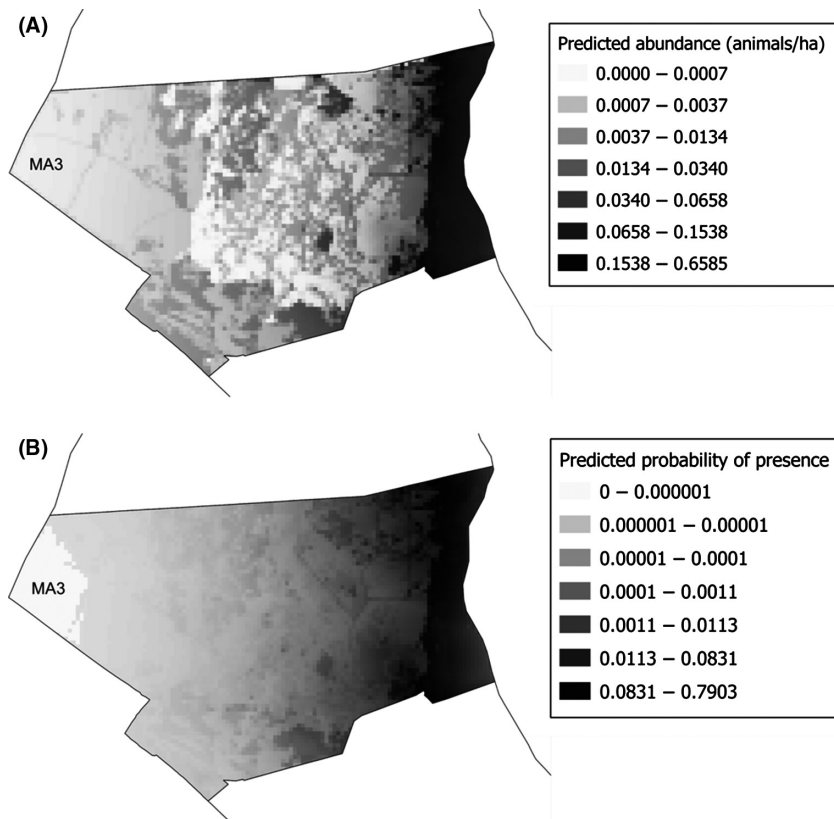 (A)
MA3
Predicted abundance (animals/ha)
0.0000 – 0.0007
0.0007 – 0.0037
0.0037 – 0.0134
0.0134 – 0.0340
0.0340 – 0.0658
0.0658 – 0.1538
0.1538 – 0.6585
(B)
MA3
Predicted probability of presence
0 – 0.000001
0.000001 – 0.00001
0.00001 – 0.0001
0.0001 – 0.0011
0.0011 – 0.0113
0.0113 – 0.0831
0.0831 – 0.7903